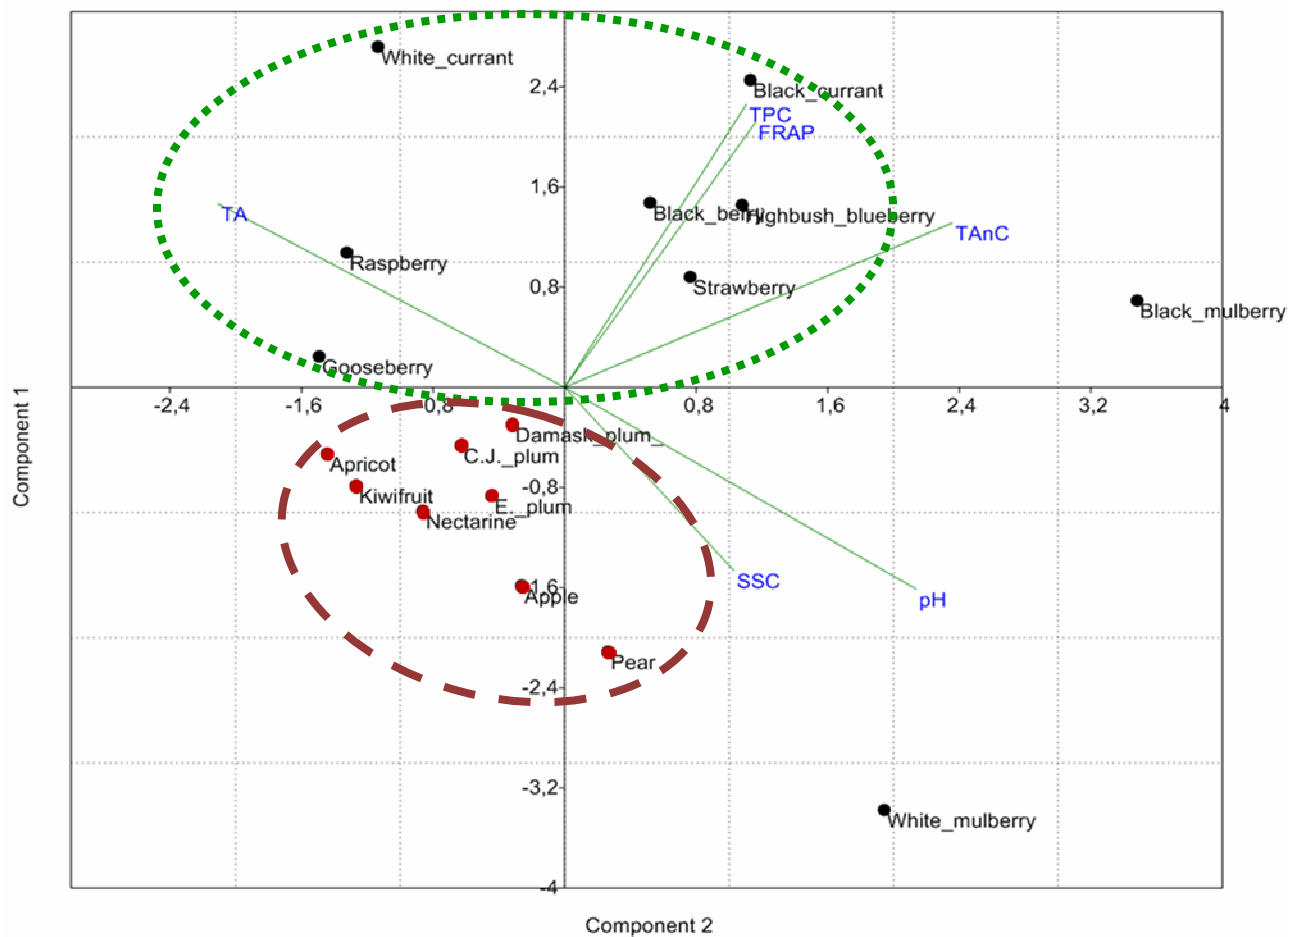 White_currant
2,4
Black_currant
TPC
FRAP
1,6
Black_berry
Highbush_blueberry
TA
TAnC
Raspberry
0,8
Strawberry
Black_mulberry
Gooseberry
-2,4
-1,6
-0,8
0,8
1,6
2,4
3,2
4
Component 1
Damask_plum_
C.J._plum
Apricot
-0,8
Kiwifruit
E._plum
Nectarine
SSC
-1,6
Apple
pH
Pear
-2,4
-3,2
White_mulberry
-4
Component 2